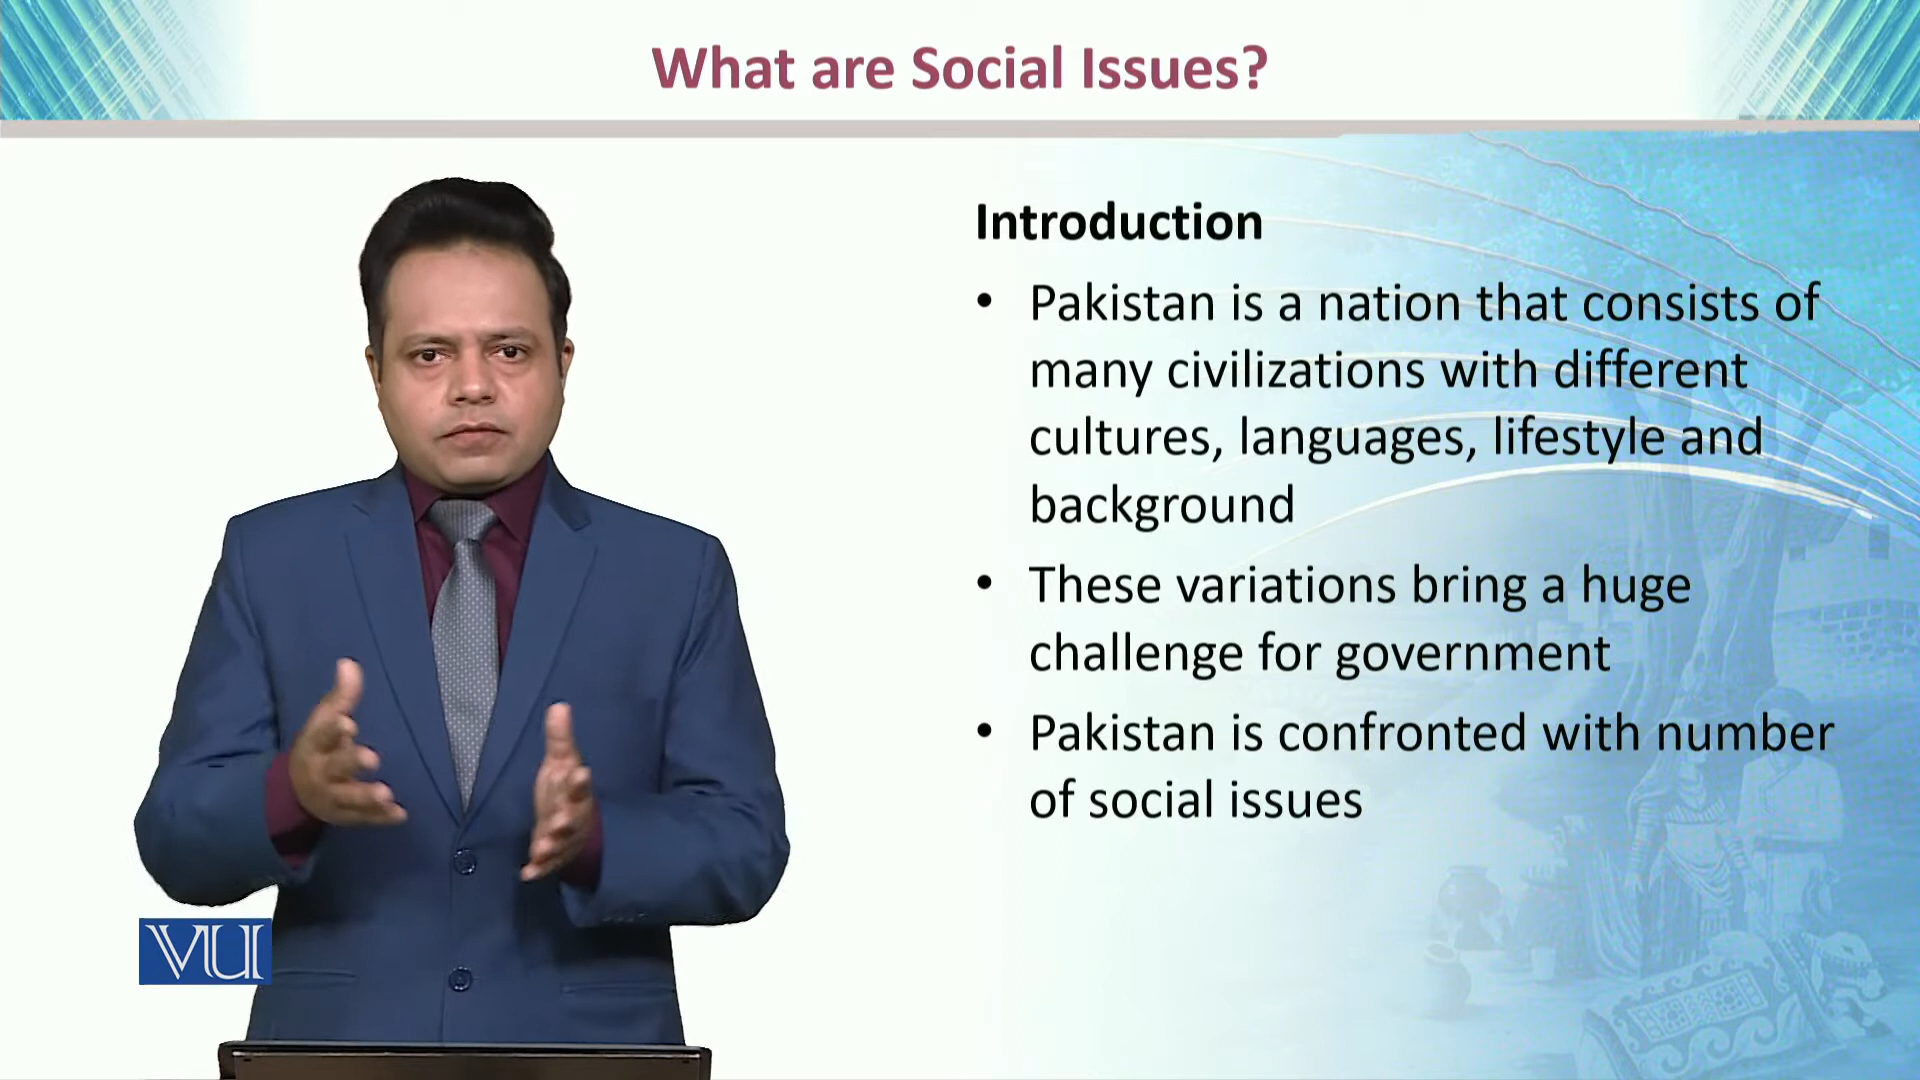 What are Social Issues?
Introduction
• Pakistan is a nation that consists of
many civilizations with different
cultures, languages, lifestyle and
background
• These variations bring a huge
challenge for government
• Pakistan is confronted with number
of social issues
VU